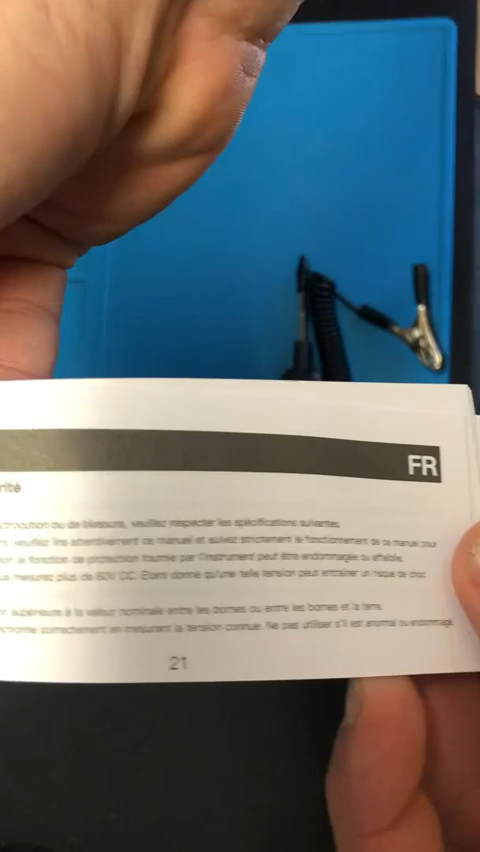 FR
rité
trocution ou de blessure, veuillez respecter les spécifications suivantes.
veuillez lire attentivement ce manuel et suivez strictement le fonctionnement de ce manuel pour
la fonction de protection fournie par l'instrument peut être endommagée ou affaiblie.
mesurez plus de 60V CC. Étant donné qu'une telle tension peut entraîner un risque de choc
supérieure à la valeur nominale entre les bornes ou entre les bornes et la terre.
correctement en mesurant la tension connue. Ne pas utiliser s'il est anormal ou endommagé.
21